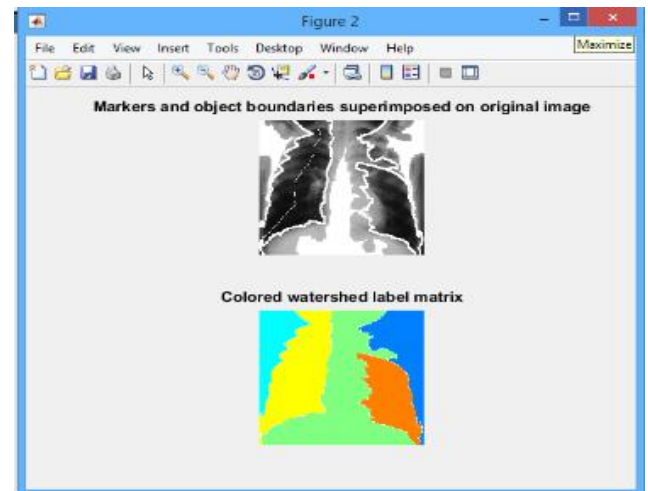 Figure 2
File Edit View Insert Tools Desktop Window Help
Maximize
Markers and object boundaries superimposed on original image
Colored watershed label matrix